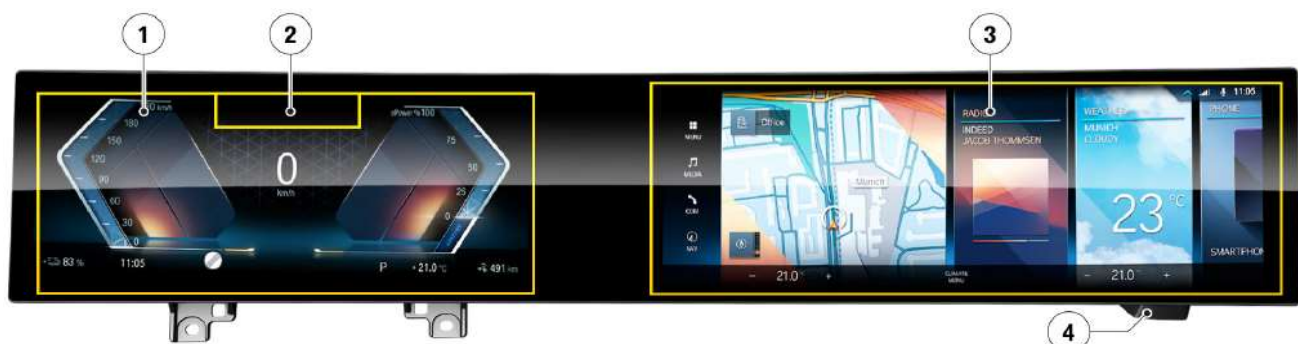 1
2
3
180
150
120
90
60
30
0
83 %
11:05
0
km/h
ePower %100
75
50
25
0
P
+21.0 °C
491 km
MENU
MEDIA
COM
NAV
Office
Munich
RADIO
INDEED
JACOB THOMMSEN
WEATHER
MUNICH
CLOUDY
23 °C
11:05
PHONE
SMARTPHON
- 21.0 +
CLIMATE
MENU
- 21.0 +
4